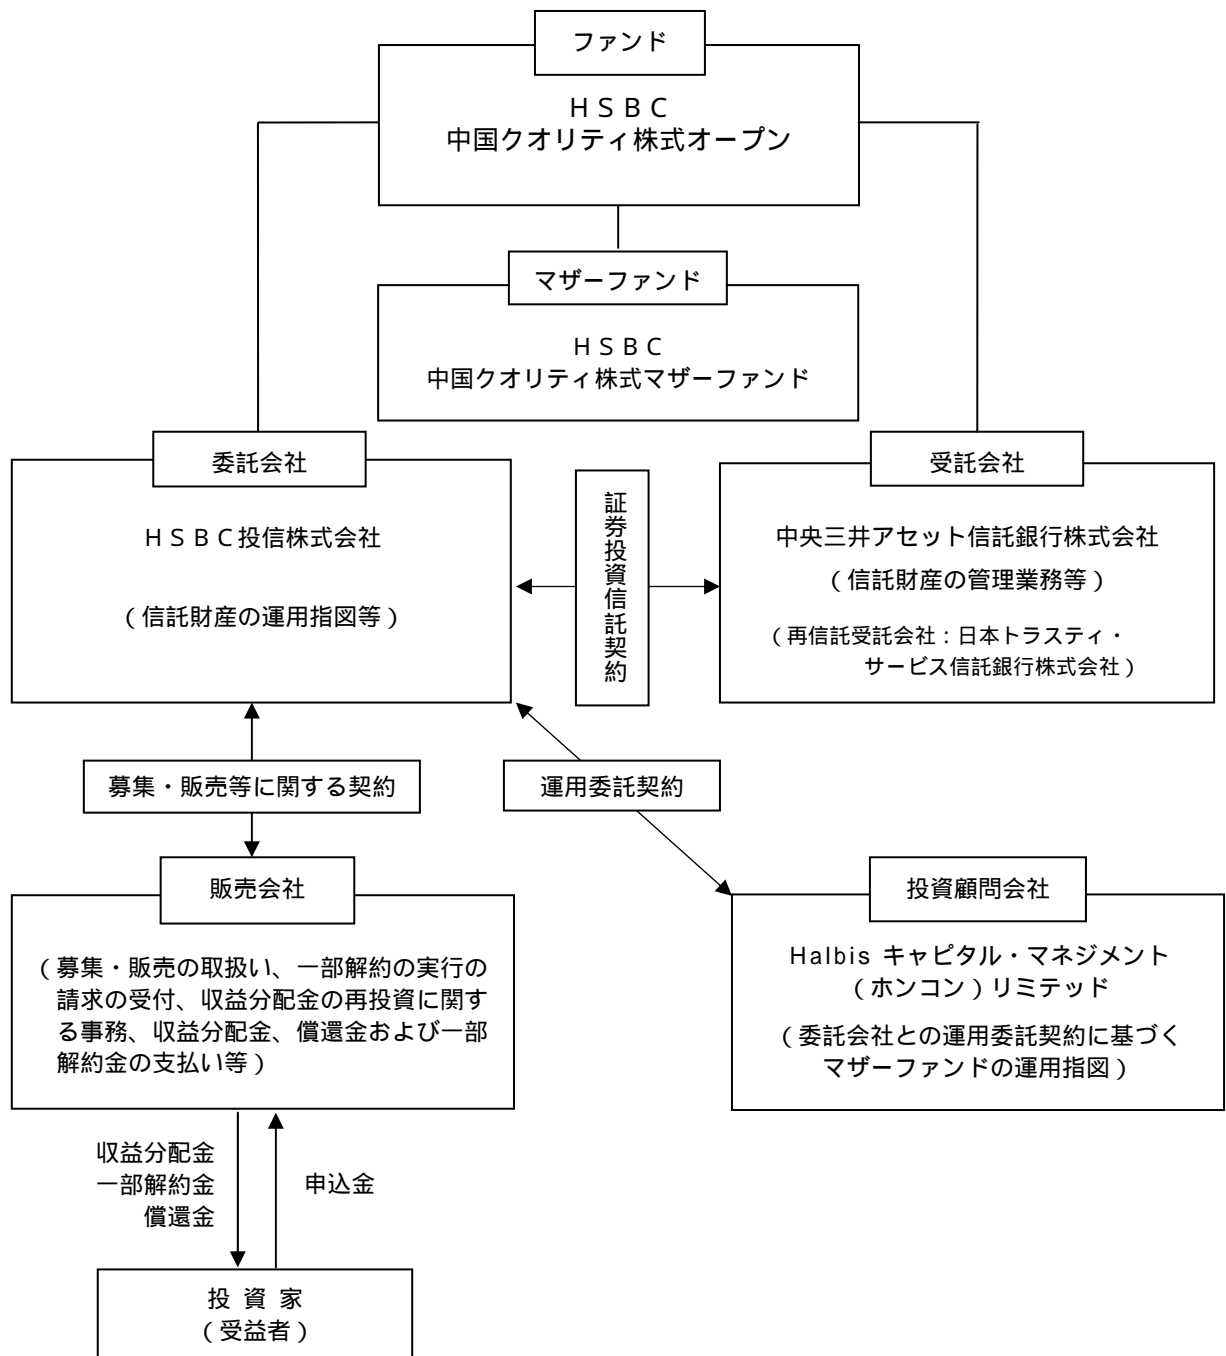 ファンド
HSBC
中国クオリティ株式オープン
マザーファンド
HSBC
中国クオリティ株式マザーファンド
委託会社
HSBC投信株式会社
(信託財産の運用指図等)
証券投資信託契約
受託会社
中央三井アセット信託銀行株式会社
(信託財産の管理業務等)
(再信託受託会社:日本トラスティ・
サービス信託銀行株式会社)
募集・販売等に関する契約
運用委託契約
販売会社
(募集・販売の取扱い、一部解約の実行の
請求の受付、収益分配金の再投資に関す
る事務、収益分配金、償還金および一部
解約金の支払い等)
投資顧問会社
Halbis キャピタル・マネジメント
(ホンコン)リミテッド
(委託会社との運用委託契約に基づく
マザーファンドの運用指図)
収益分配金
一部解約金
償還金
申込金
投 資 家
(受益者)